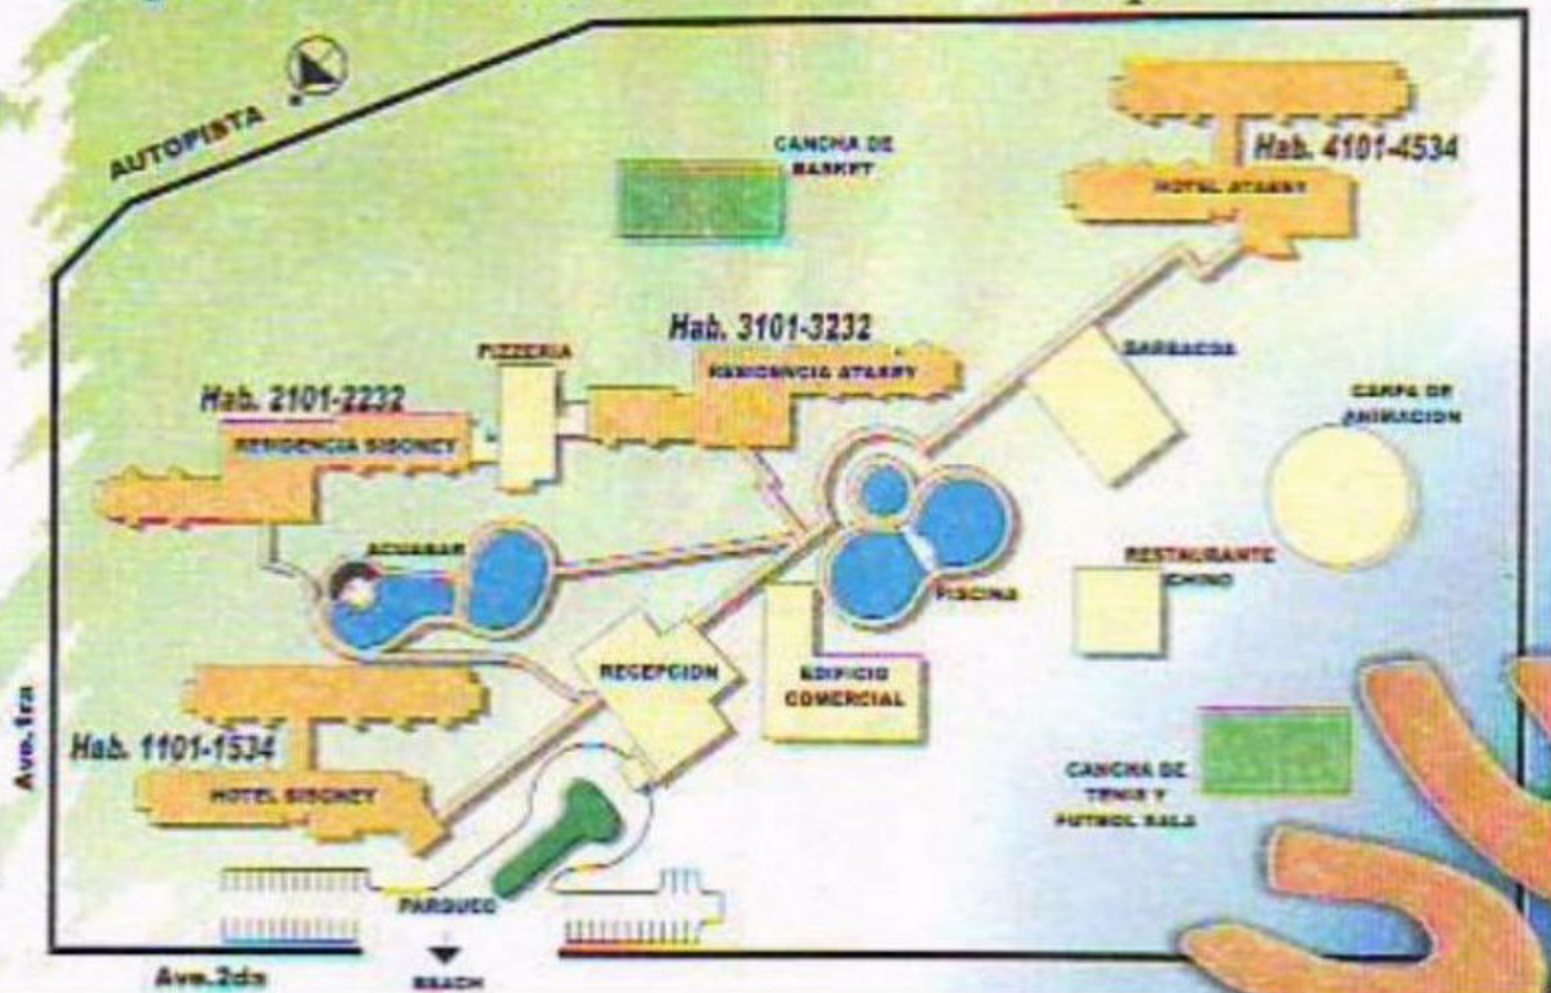 AUTOPISTA
CANCHA DE
BASKET
Hab. 4101-4534
HOTEL ATABEY
Hab. 3101-3232
RESIDENCIA ATABEY
PIZZERIA
Hab. 2101-2232
RESIDENCIA SIBONEY
BARBACOA
CARPA DE
ANIMACION
ACUABAR
RESTAURANTE
CHINO
PISCINA
RECEPCION
EDIFICIO
COMERCIAL
Ave.1ra
Hab. 1101-1534
HOTEL SIBONEY
CANCHA DE
TENIS Y
FUTBOL SALA
PARQUEO
Ave.2da
BEACH